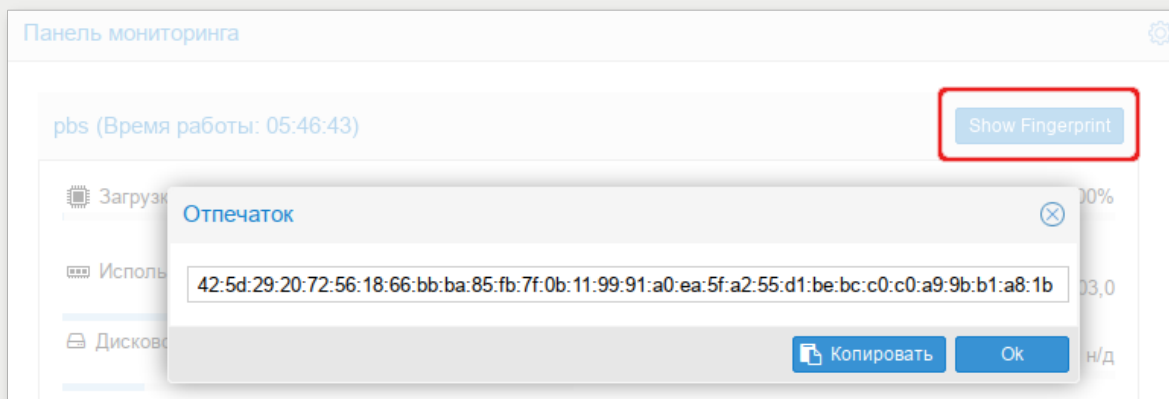 Панель мониторинга
pbs (Время работы: 05:46:43)
Show Fingerprint
Загрузк
00%
Отпечаток
Исполь
03,0
42:5d:29:20:72:56:18:66:bb:ba:85:fb:7f:0b:11:99:91:a0:ea:5f:a2:55:d1:be:bc:c0:c0:a9:9b:b1:a8:1b
Дисково
н/д
Копировать
Ok